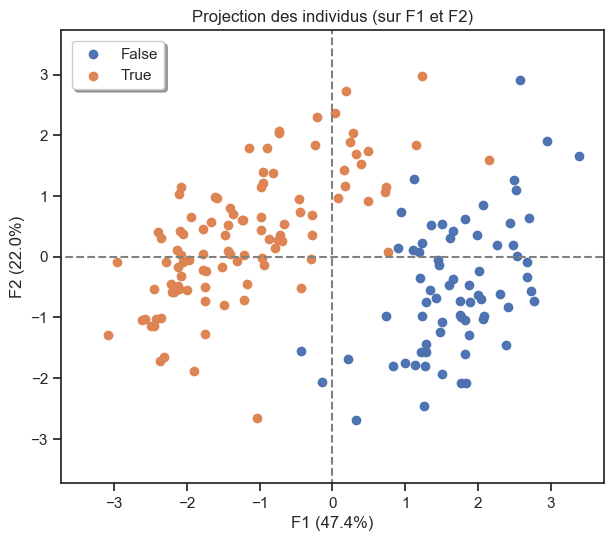 Projection des individus (sur F1 et F2)
False
True
3
2
1
0
−1
−2
−3
F2 (22.0%)
−3 −2 −1 0 1 2 3
F1 (47.4%)